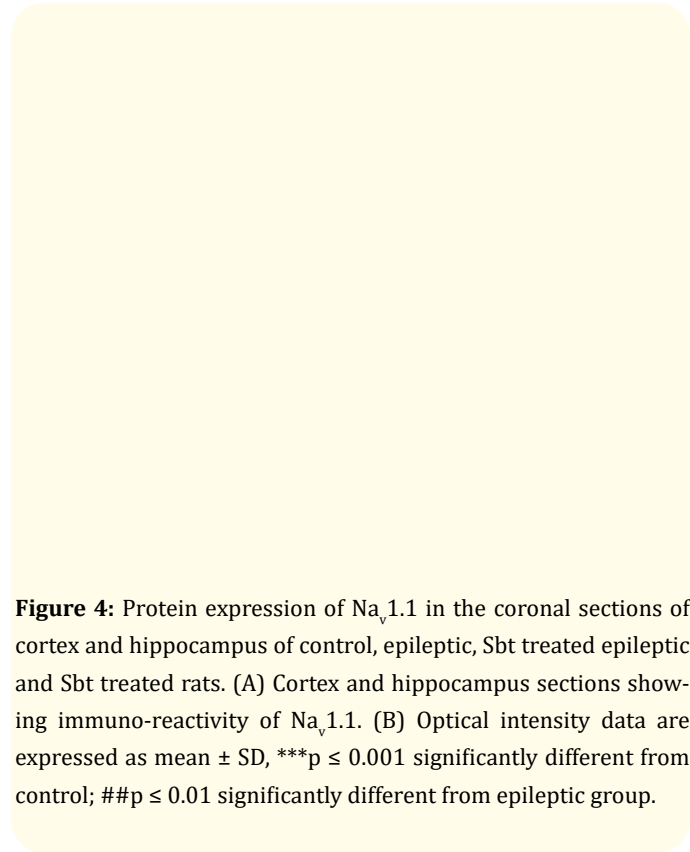 Figure 4: Protein expression of Naᵥ1.1 in the coronal sections of
cortex and hippocampus of control, epileptic, Sbt treated epileptic
and Sbt treated rats. (A) Cortex and hippocampus sections show-
ing immuno-reactivity of Naᵥ1.1. (B) Optical intensity data are
expressed as mean ± SD, ***p ≤ 0.001 significantly different from
control; ##p ≤ 0.01 significantly different from epileptic group.